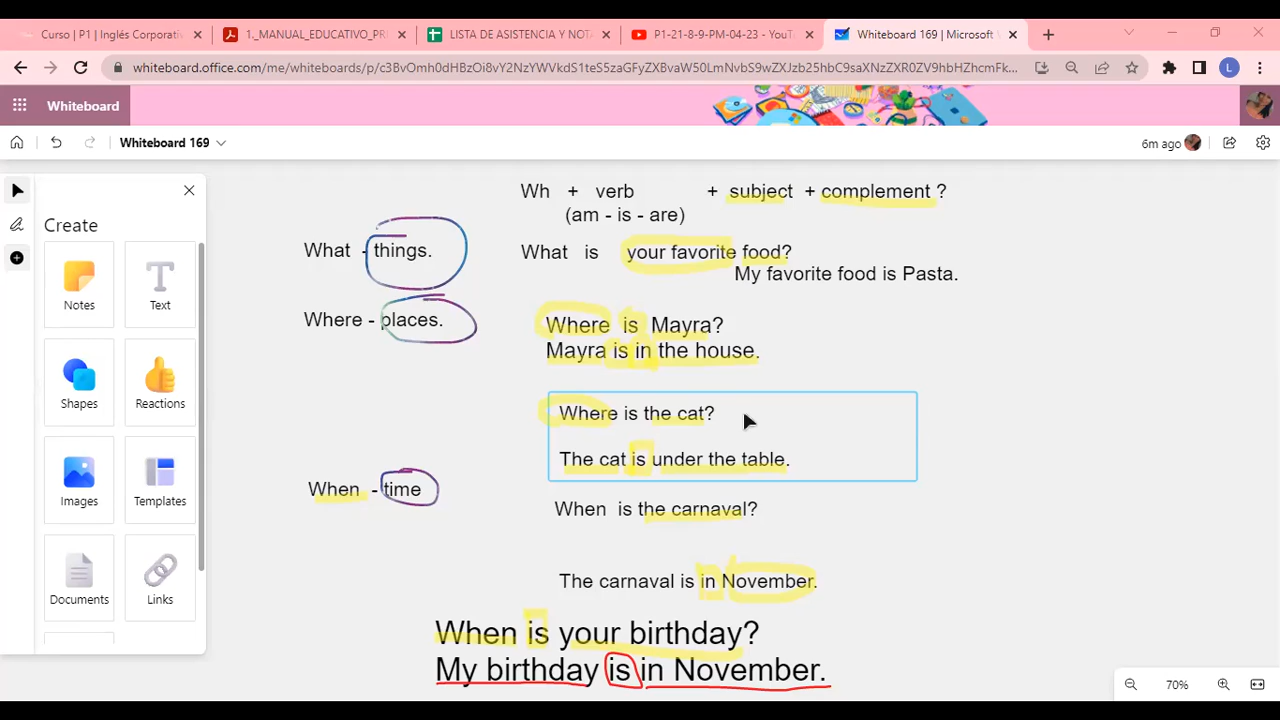 Curso | P1 | Inglés Corporativ
1._MANUAL_EDUCATIVO_PRI
LISTA DE ASISTENCIA Y NOTA
P1-21-8-9-PM-04-23 - YouT
Whiteboard 169 | Microsoft
whiteboard.office.com/me/whiteboards/p/
L
Whiteboard
Whiteboard 169
6m ago
Create
Notes
Text
Shapes
Reactions
Images
Templates
Documents
Links
Wh + verb + subject + complement ?
(am - is - are)
What - things.
What is your favorite food?
My favorite food is Pasta.
Where - places.
Where is Mayra?
Mayra is in the house.
Where is the cat?
The cat is under the table.
When - time
When is the carnaval?
The carnaval is in November.
When is your birthday?
My birthday is in November.
70%